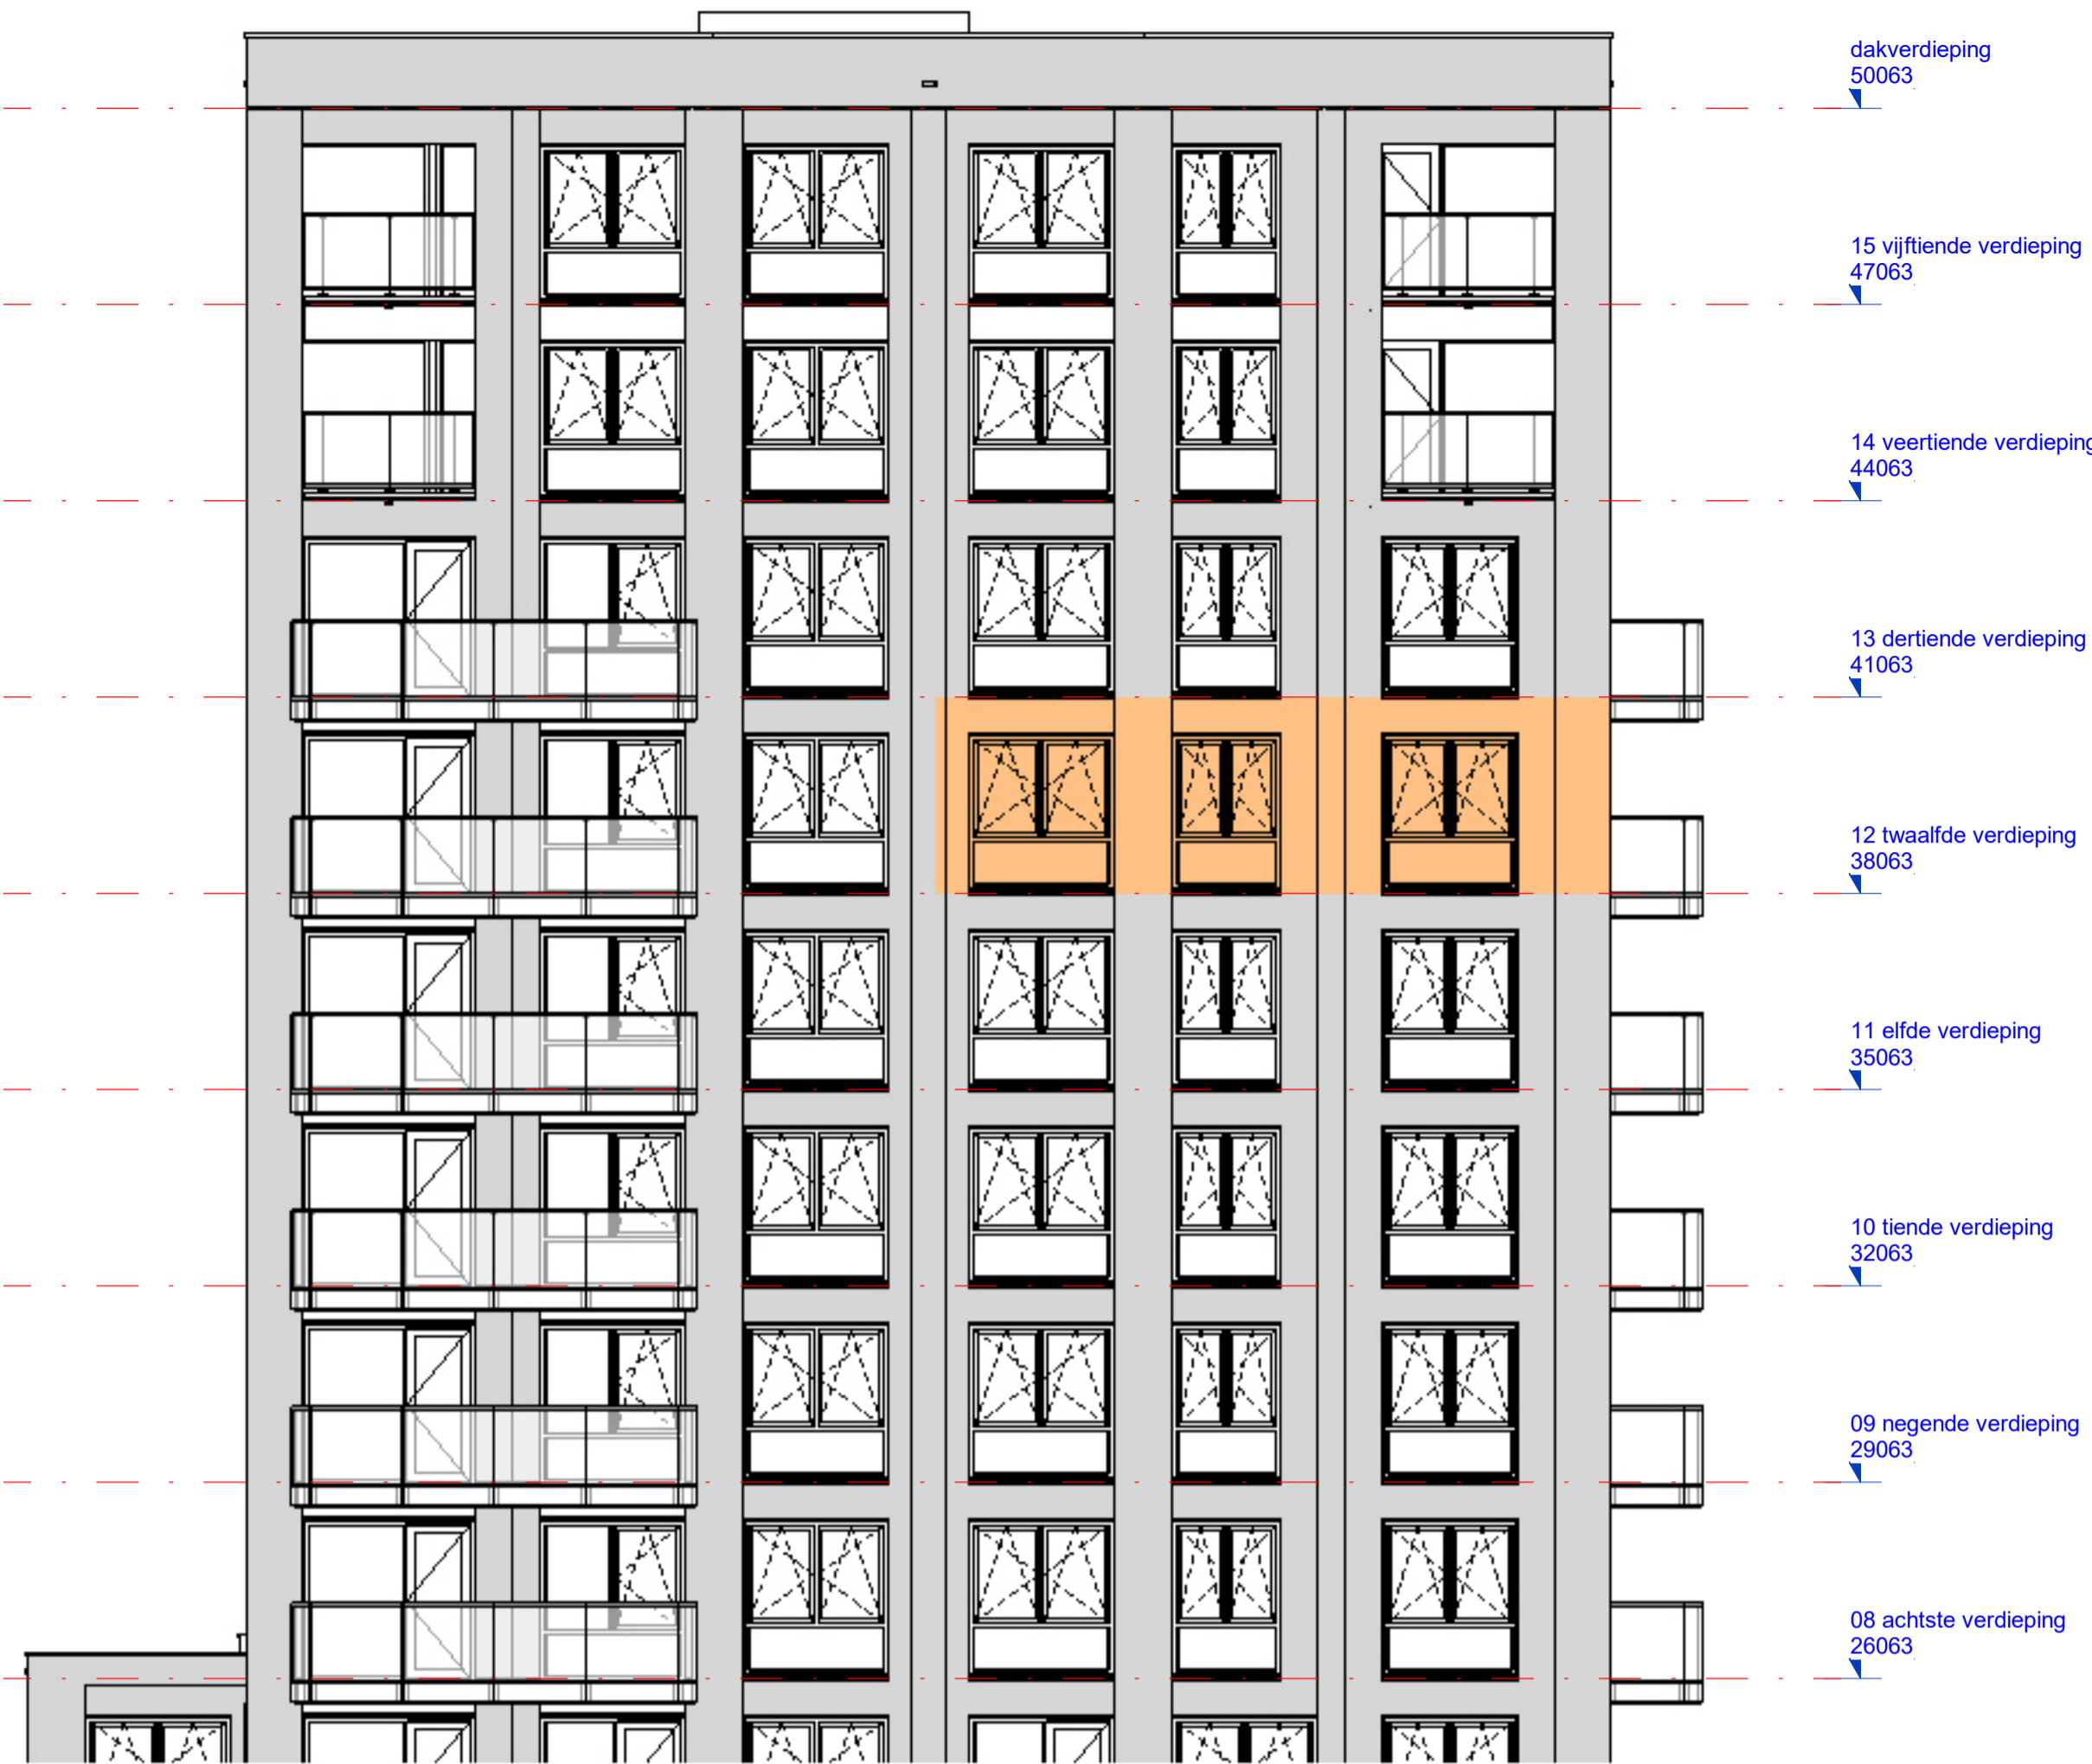 dakverdieping
50063
15 vijftiende verdieping
47063
14 veertiende verdieping
44063
13 dertiende verdieping
41063
12 twaalfde verdieping
38063
11 elfde verdieping
35063
10 tiende verdieping
32063
09 negende verdieping
29063
08 achtste verdieping
26063